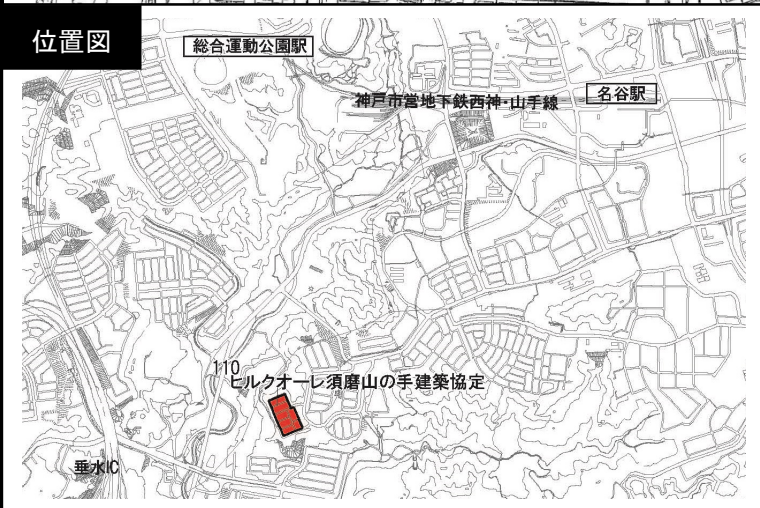 位置図
総合運動公園駅
神戸市営地下鉄西神・山手線
名谷駅
110
ヒルクオーレ須磨山の手建築協定
垂水IC